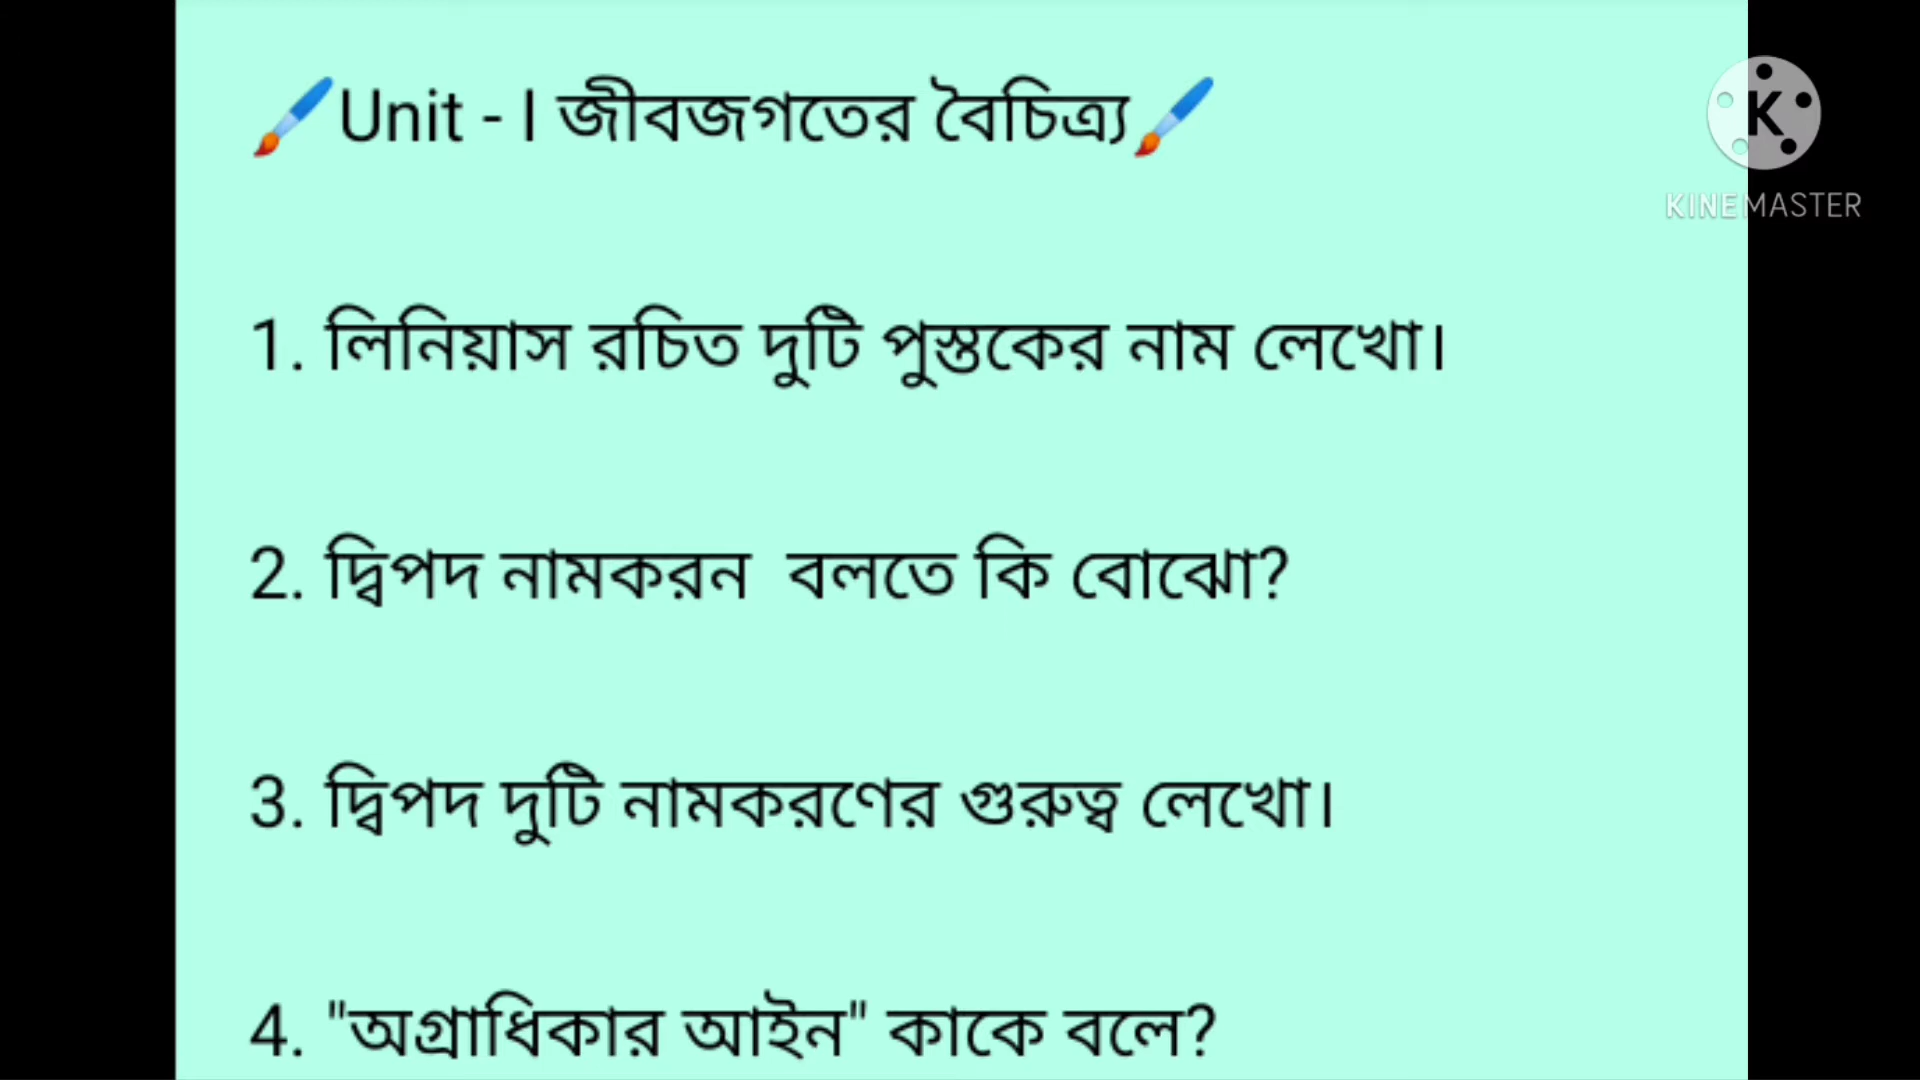 🖌️Unit - I জীবজগতের বৈচিত্র্য🖌️
K
KINEMASTER
1. লিনিয়াস রচিত দুটি পুস্তকের নাম লেখো।
2. দ্বিপদ নামকরন বলতে কি বোঝো?
3. দ্বিপদ দুটি নামকরণের গুরুত্ব লেখো।
4. "অগ্রাধিকার আইন" কাকে বলে?